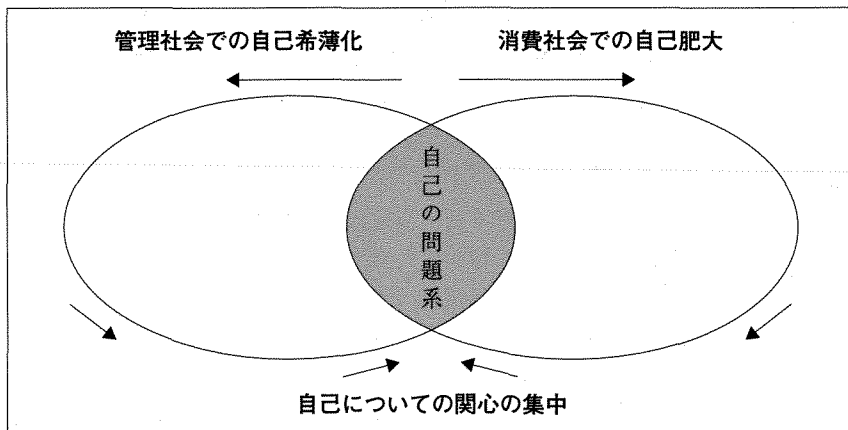 管理社会での自己希薄化
消費社会での自己肥大
自己の問題系
自己についての関心の集中